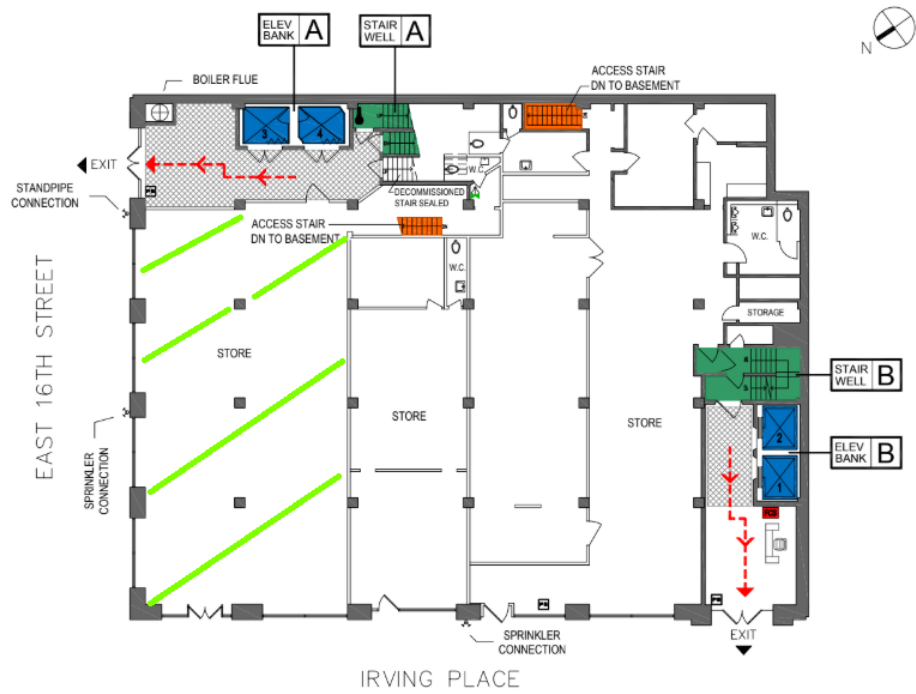 ELEV
BANK
A
STAIR
WELL
A
N
BOILER FLUE
ACCESS STAIR
DN TO BASEMENT
3
4
EXIT
W.C.
STANDPIPE
CONNECTION
DECOMMISSIONED
STAIR SEALED
ACCESS STAIR
DN TO BASEMENT
W.C.
W.C.
EAST 16TH STREET
STORAGE
STORE
STAIR
WELL
B
STORE
STORE
2
ELEV
BANK
B
1
SPRINKLER
CONNECTION
FCS
EXIT
SPRINKLER
CONNECTION
IRVING PLACE